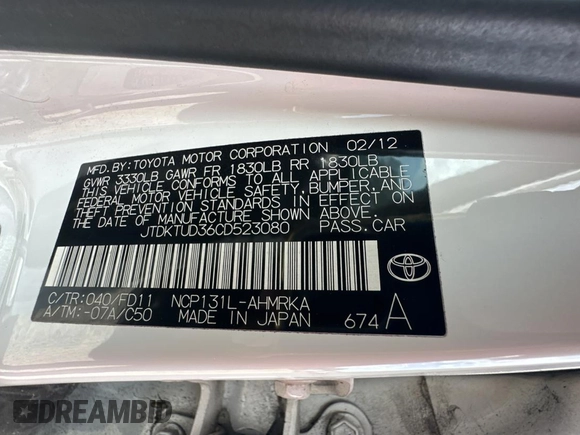 MFD.BY:TOYOTA MOTOR CORPORATION 02/12
GVWR 3330LB GAWR FR 1830LB RR 1830LB
THIS VEHICLE CONFORMS TO ALL APPLICABLE
FEDERAL MOTOR VEHICLE SAFETY,BUMPER,AND
THEFT PREVENTION STANDARDS IN EFFECT ON
THE DATE OF MANUFACTURE SHOWN ABOVE.
JTDKTUD36CD523080 PASS.CAR
C/TR:040/FD11 NCP131L-AHMRKA
A/TM:-07A/C50 MADE IN JAPAN 674A
DREAMBID